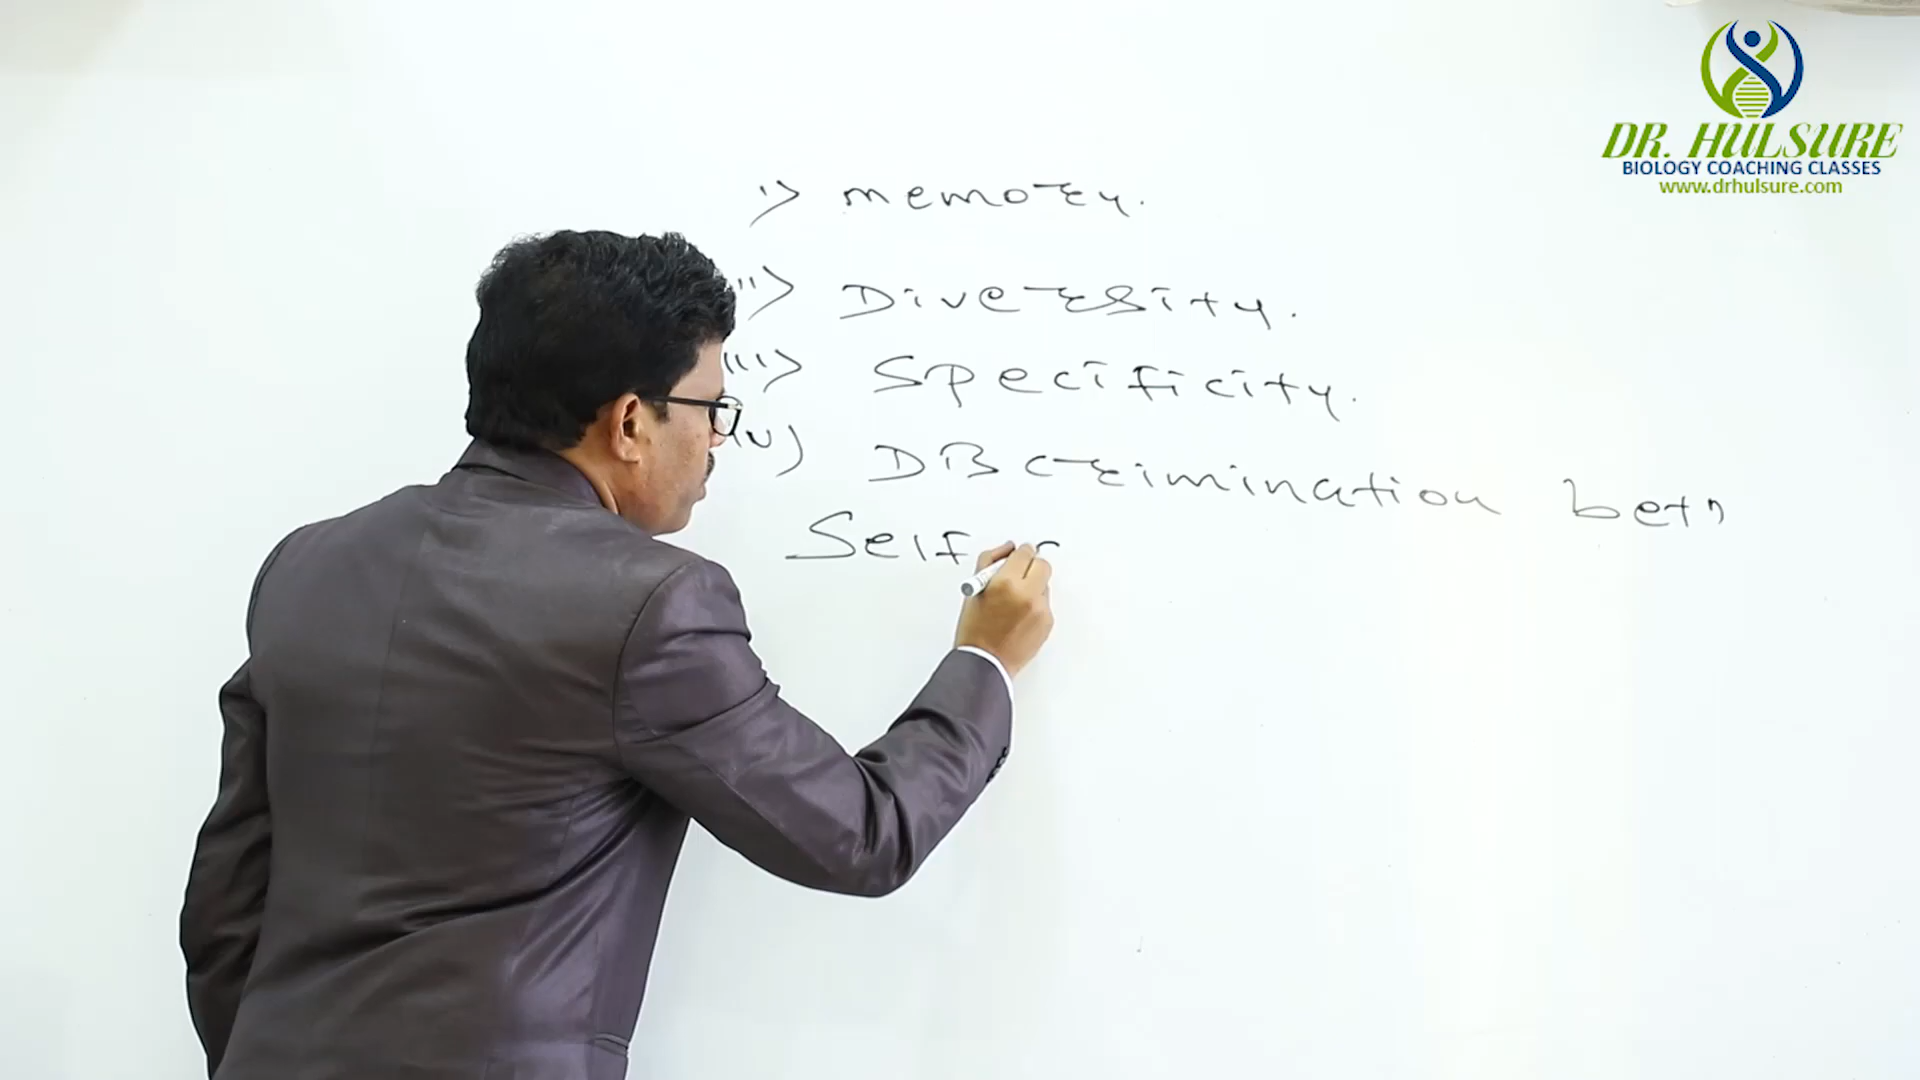 DR. HULSURE
BIOLOGY COACHING CLASSES
www.drhulsure.com
i) memory.
ii) Diversity.
iii) Specificity.
iv) Discrimination betn
Self